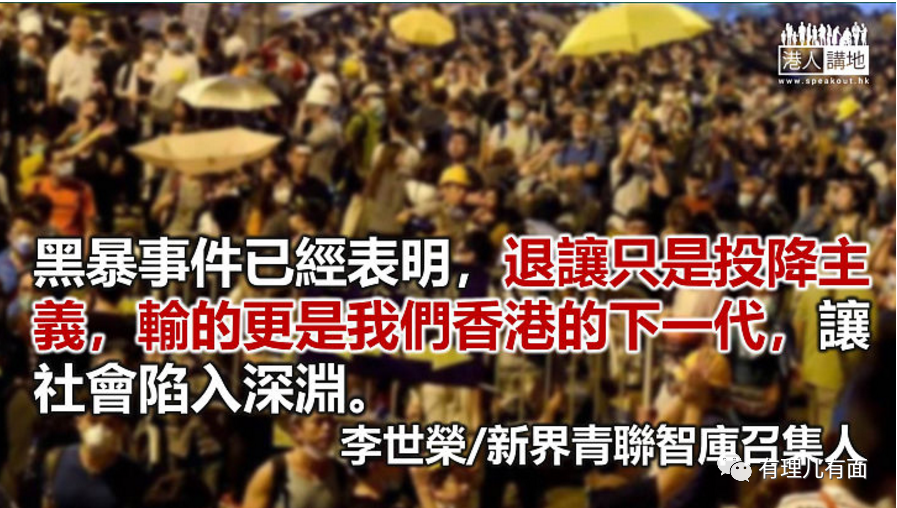 港人講地
www.speakout.hk
黑暴事件已經表明，退讓只是投降主
義，輸的更是我們香港的下一代，讓
社會陷入深淵。
李世榮/新界青聯智庫召集人
有理儿有面